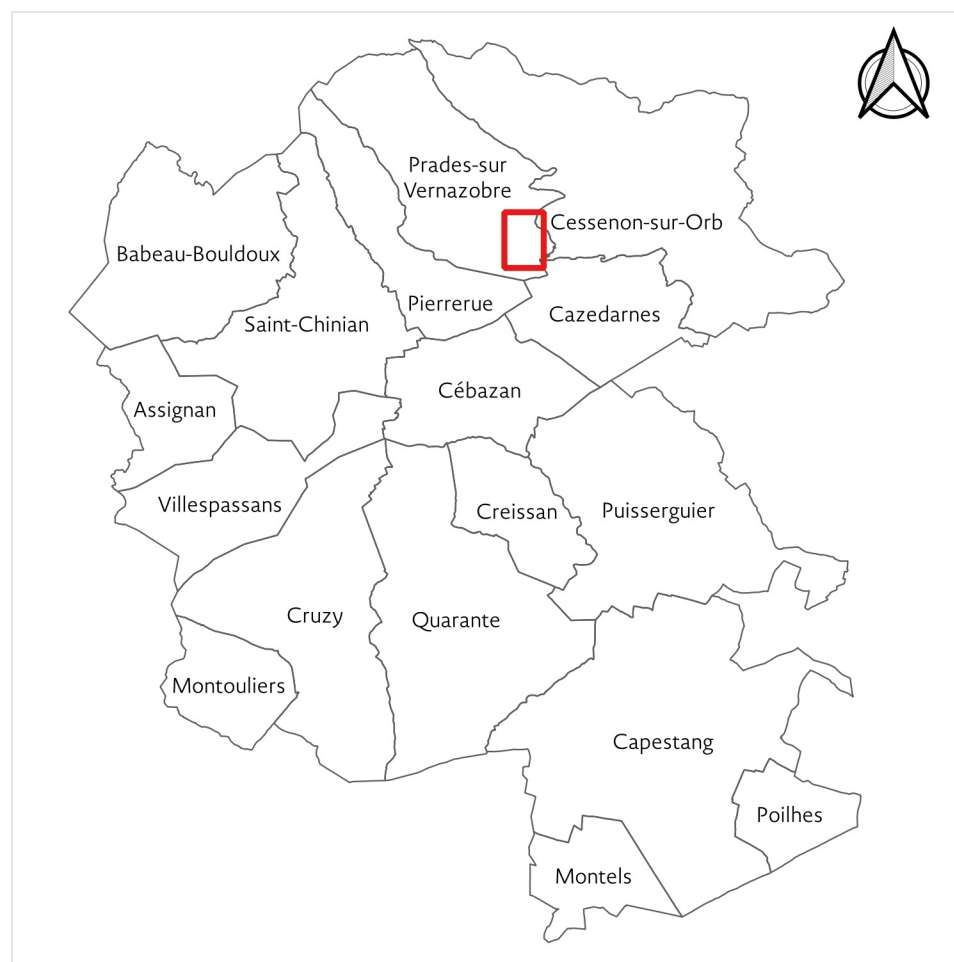 Prades-sur
Vernazobre
Cessenon-sur-Orb
Babeau-Bouldoux
Pierrerue
Cazedarnes
Saint-Chinian
Cébazan
Assignan
Villespassans
Creissan
Puisserguier
Cruzy
Quarante
Montouliers
Capestang
Poilhes
Montels